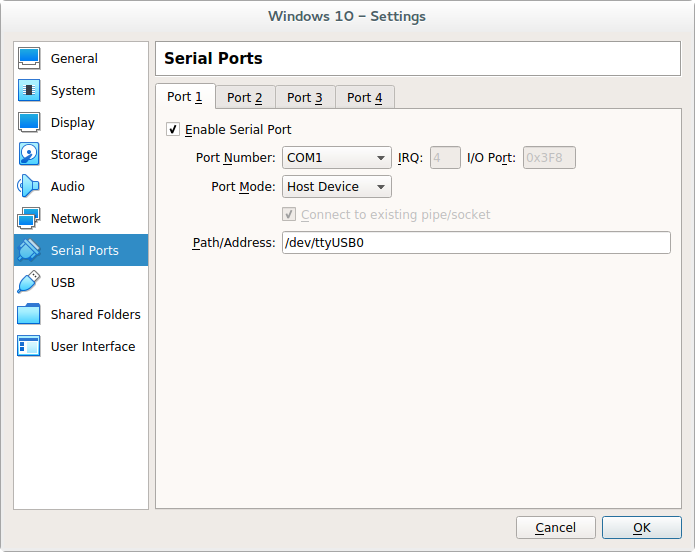 Windows 10 – Settings
General
System
Display
Storage
Audio
Network
Serial Ports
USB
Shared Folders
User Interface
Serial Ports
Port 1 Port 2 Port 3 Port 4
Enable Serial Port
Port Number: COM1 IRQ: 4 I/O Port: 0x3F8
Port Mode: Host Device
Connect to existing pipe/socket
Path/Address: /dev/ttyUSB0
Cancel OK